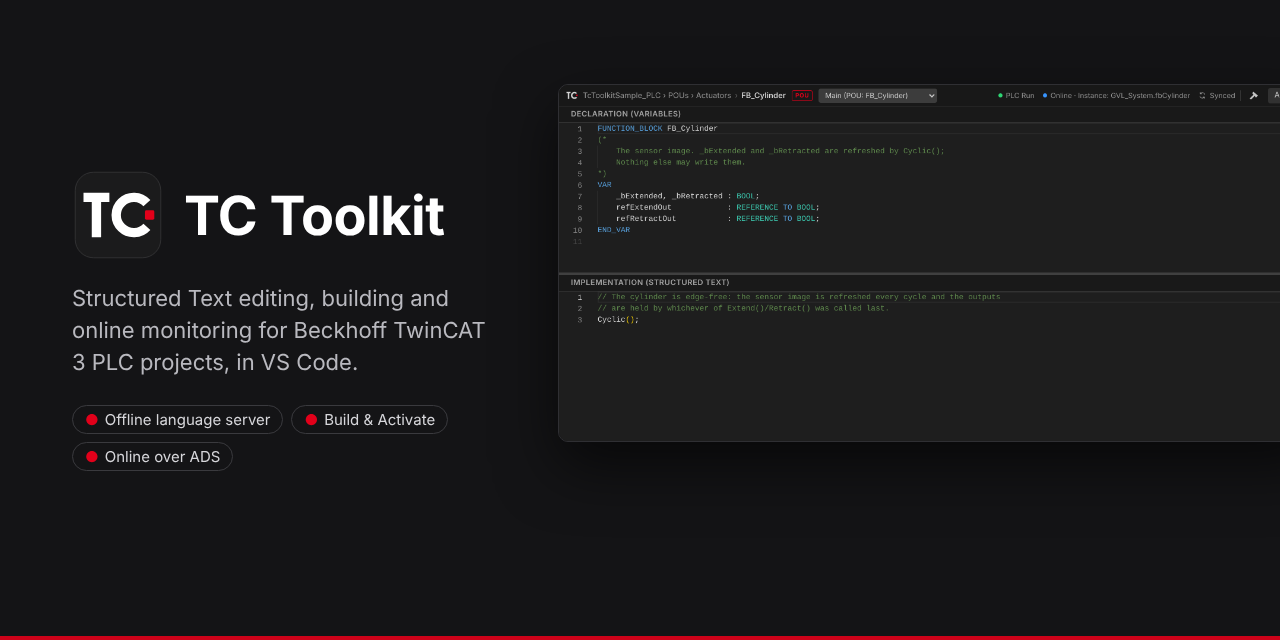 TC
TC Toolkit
Structured Text editing, building and
online monitoring for Beckhoff TwinCAT
3 PLC projects, in VS Code.
Offline language server
Build & Activate
Online over ADS
TC TcToolkitSample_PLC › POUs › Actuators › FB_Cylinder POU Main (POU: FB_Cylinder) PLC Run Online · Instance: GVL_System.fbCylinder Synced
DECLARATION (VARIABLES)
1 FUNCTION_BLOCK FB_Cylinder
2 (*
3 The sensor image. _bExtended and _bRetracted are refreshed by Cyclic();
4 Nothing else may write them.
5 *)
6 VAR
7 _bExtended, _bRetracted : BOOL;
8 refExtendOut : REFERENCE TO BOOL;
9 refRetractOut : REFERENCE TO BOOL;
10 END_VAR
11
IMPLEMENTATION (STRUCTURED TEXT)
1 // The cylinder is edge-free: the sensor image is refreshed every cycle and the outputs
2 // are held by whichever of Extend()/Retract() was called last.
3 Cyclic();